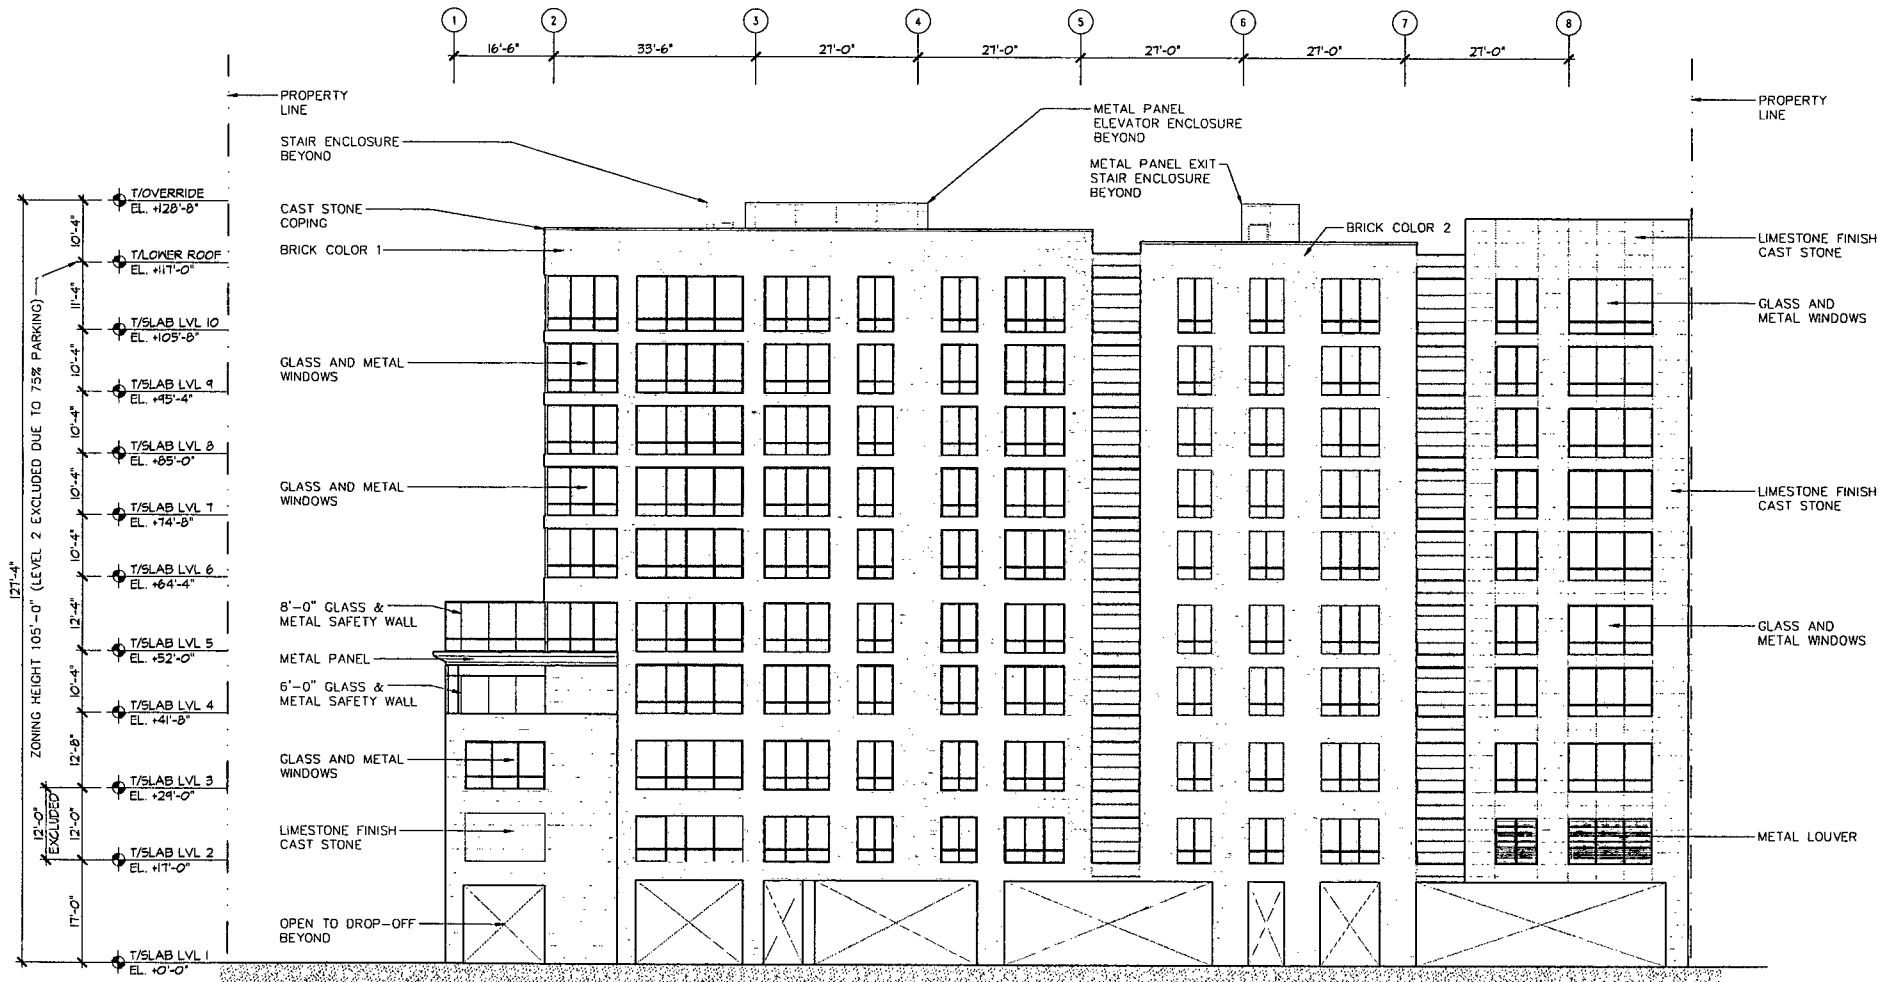 1 2 3 4 5 6 7 8
16'-6" 33'-6" 27'-0" 27'-0" 27'-0" 27'-0" 27'-0"
PROPERTY
LINE
STAIR ENCLOSURE
BEYOND
METAL PANEL
ELEVATOR ENCLOSURE
BEYOND
METAL PANEL EXIT
STAIR ENCLOSURE
BEYOND
PROPERTY
LINE
T/OVERRIDE
EL. +128'-8"
10'-4"
T/LOWER ROOF
EL. +117'-0"
11'-4"
T/SLAB LVL 10
EL. +105'-8"
10'-4"
T/SLAB LVL 9
EL. +95'-4"
10'-4"
T/SLAB LVL 8
EL. +85'-0"
10'-4"
T/SLAB LVL 7
EL. +74'-8"
10'-4"
T/SLAB LVL 6
EL. +64'-4"
12'-4"
T/SLAB LVL 5
EL. +52'-0"
10'-4"
T/SLAB LVL 4
EL. +41'-8"
12'-8"
T/SLAB LVL 3
EL. +29'-0"
12'-0"
T/SLAB LVL 2
EL. +17'-0"
17'-0"
T/SLAB LVL 1
EL. +0'-0"
127'-4"
ZONING HEIGHT 105'-0" (LEVEL 2 EXCLUDED DUE TO 75% PARKING)
12'-0"
EXCLUDED
CAST STONE
COPING
BRICK COLOR 1
GLASS AND METAL
WINDOWS
GLASS AND METAL
WINDOWS
8'-0" GLASS &
METAL SAFETY WALL
METAL PANEL
6'-0" GLASS &
METAL SAFETY WALL
GLASS AND METAL
WINDOWS
LIMESTONE FINISH
CAST STONE
OPEN TO DROP-OFF
BEYOND
BRICK COLOR 2
LIMESTONE FINISH
CAST STONE
GLASS AND
METAL WINDOWS
LIMESTONE FINISH
CAST STONE
GLASS AND
METAL WINDOWS
METAL LOUVER